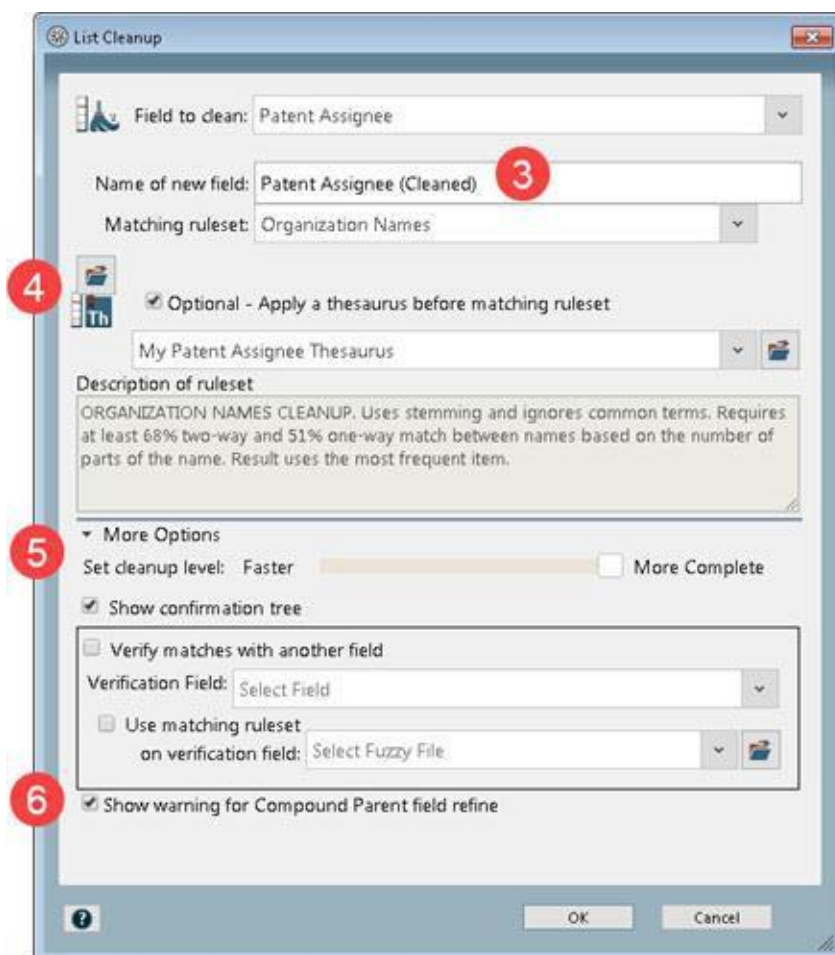 List Cleanup
Field to clean: Patent Assignee
Name of new field: Patent Assignee (Cleaned) 3
Matching ruleset: Organization Names
4
Th
Optional - Apply a thesaurus before matching ruleset
My Patent Assignee Thesaurus
Description of ruleset
ORGANIZATION NAMES CLEANUP. Uses stemming and ignores common terms. Requires
at least 68% two-way and 51% one-way match between names based on the number of
parts of the name. Result uses the most frequent item.
More Options
5
Set cleanup level: Faster More Complete
Show confirmation tree
Verify matches with another field
Verification Field: Select Field
Use matching ruleset
on verification field: Select Fuzzy File
6
Show warning for Compound Parent field refine
? OK Cancel